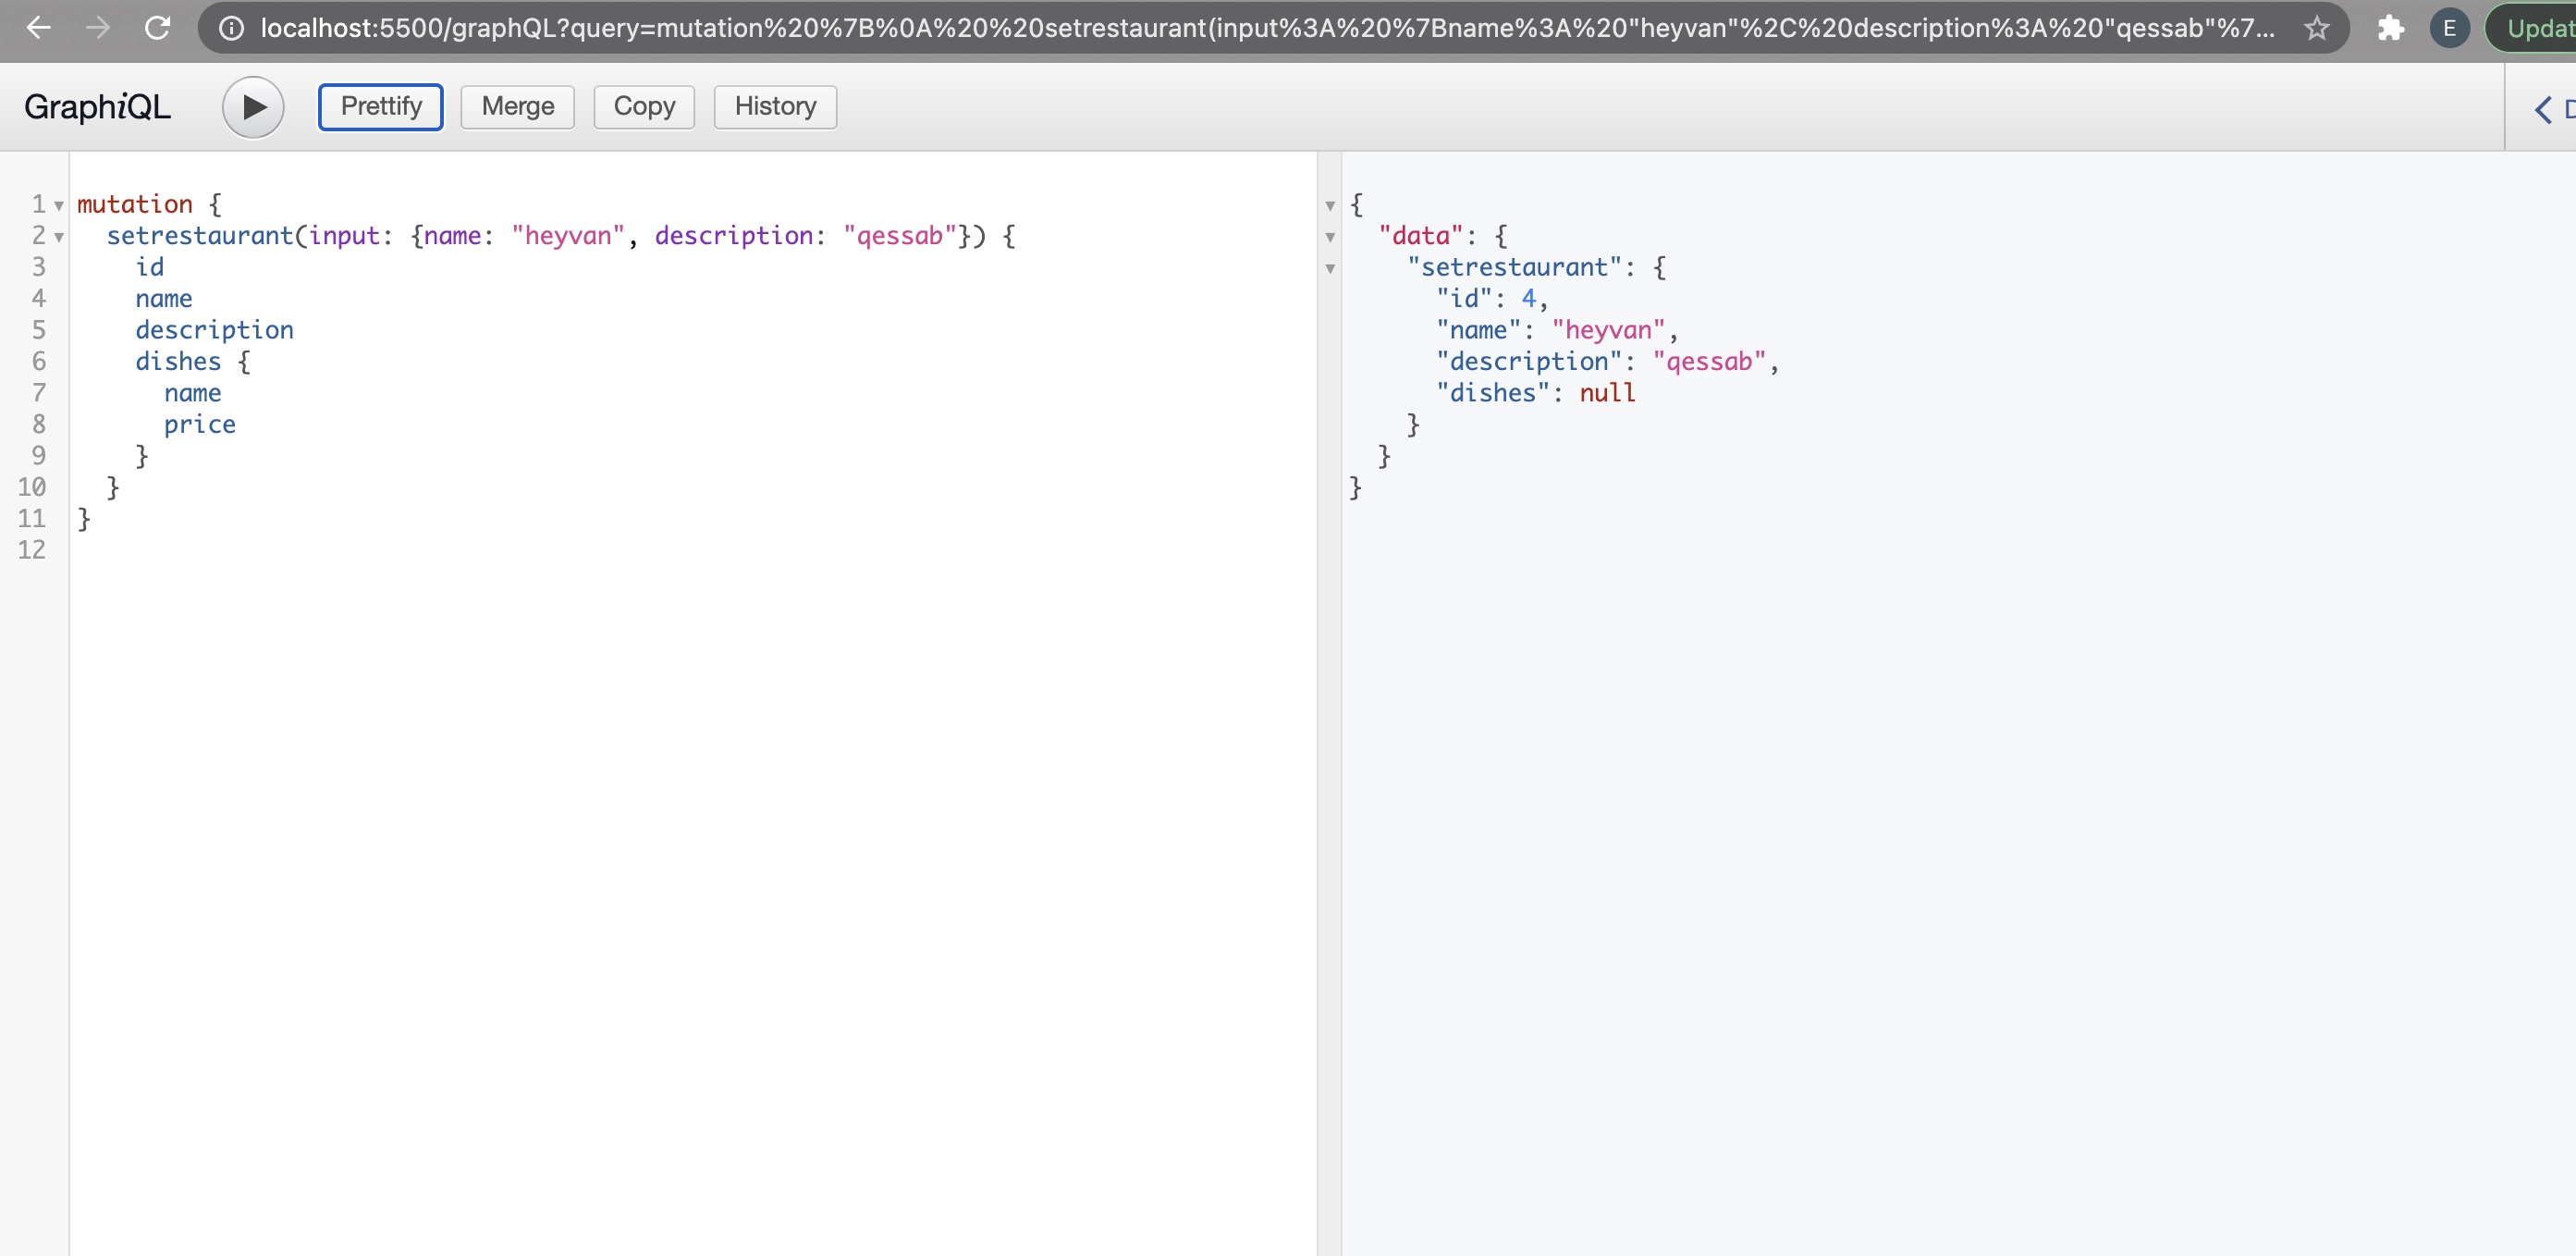 localhost:5500/graphQL?query=mutation%20%7B%0A%20%20setrestaurant(input%3A%20%7Bname%3A%20"heyvan"%2C%20description%3A%20"qessab"%7... E
GraphiQL Prettify Merge Copy History
1 mutation {
2 setrestaurant(input: {name: "heyvan", description: "qessab"}) {
3 id
4 name
5 description
6 dishes {
7 name
8 price
9 }
10 }
11 }
12
{
"data": {
"setrestaurant": {
"id": 4,
"name": "heyvan",
"description": "qessab",
"dishes": null
}
}
}